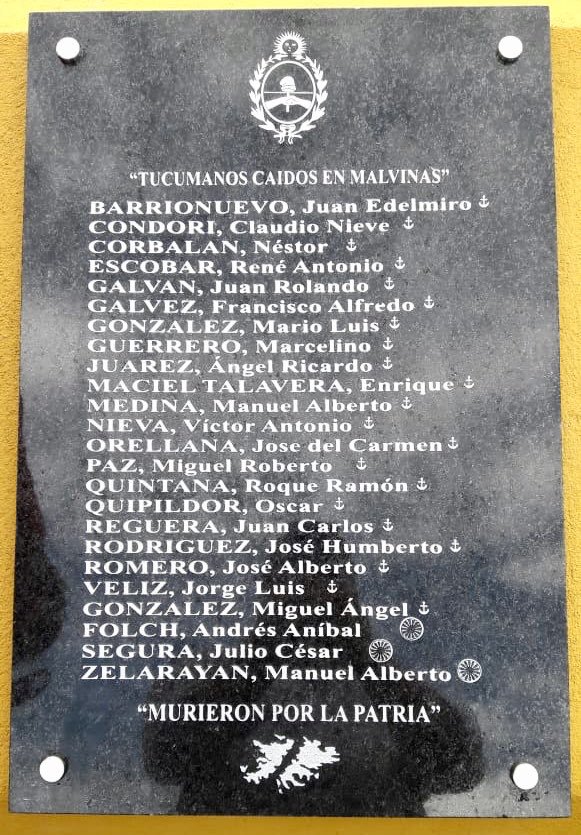 “TUCUMANOS CAIDOS EN MALVINAS”
BARRIONUEVO, Juan Edelmiro
CONDORI, Claudio Nieve
CORBALAN, Néstor
ESCOBAR, René Antonio
GALVAN, Juan Rolando
GALVEZ, Francisco Alfredo
GONZALEZ, Mario Luis
GUERRERO, Marcelino
JUAREZ, Ángel Ricardo
MACIEL TALAVERA, Enrique
MEDINA, Manuel Alberto
NIEVA, Víctor Antonio
ORELLANA, Jose del Carmen
PAZ, Miguel Roberto
QUINTANA, Roque Ramón
QUIPILDOR, Oscar
REGUERA, Juan Carlos
RODRIGUEZ, José Humberto
ROMERO, José Alberto
VELIZ, Jorge Luis
GONZALEZ, Miguel Ángel
FOLCH, Andrés Aníbal
SEGURA, Julio César
ZELARAYAN, Manuel Alberto
“MURIERON POR LA PATRIA”